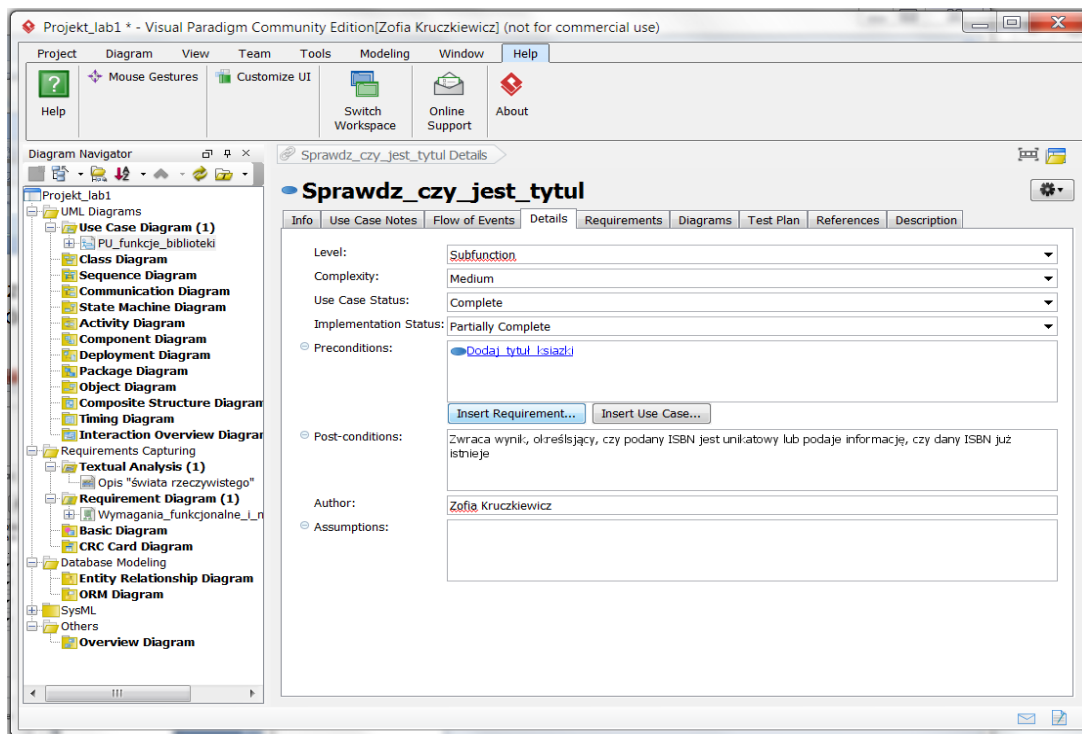 Projekt_lab1 * - Visual Paradigm Community Edition[Zofia Kruczkiewicz] (not for commercial use)
Project Diagram View Team Tools Modeling Window Help
Help
Mouse Gestures
Customize UI
Switch
Workspace
Online
Support
About
Diagram Navigator
Projekt_lab1
UML Diagrams
Use Case Diagram (1)
PU_funkcje_biblioteki
Class Diagram
Sequence Diagram
Communication Diagram
State Machine Diagram
Activity Diagram
Component Diagram
Deployment Diagram
Package Diagram
Object Diagram
Composite Structure Diagram
Timing Diagram
Interaction Overview Diagrar
Requirements Capturing
Textual Analysis (1)
Opis "świata rzeczywistego"
Requirement Diagram (1)
Wymagania_funkcjonalne_i_n
Basic Diagram
CRC Card Diagram
Database Modeling
Entity Relationship Diagram
ORM Diagram
SysML
Others
Overview Diagram
Sprawdz_czy_jest_tytul Details
Sprawdz_czy_jest_tytul
Info Use Case Notes Flow of Events Details Requirements Diagrams Test Plan References Description
Level: Subfunction
Complexity: Medium
Use Case Status: Complete
Implementation Status: Partially Complete
Preconditions: Dodaj_tytuł_ksiazki
Insert Requirement... Insert Use Case...
Post-conditions: Zwraca wynik, określsjący, czy podany ISBN jest unikatowy lub podaje informację, czy dany ISBN już
istnieje
Author: Zofia Kruczkiewicz
Assumptions: